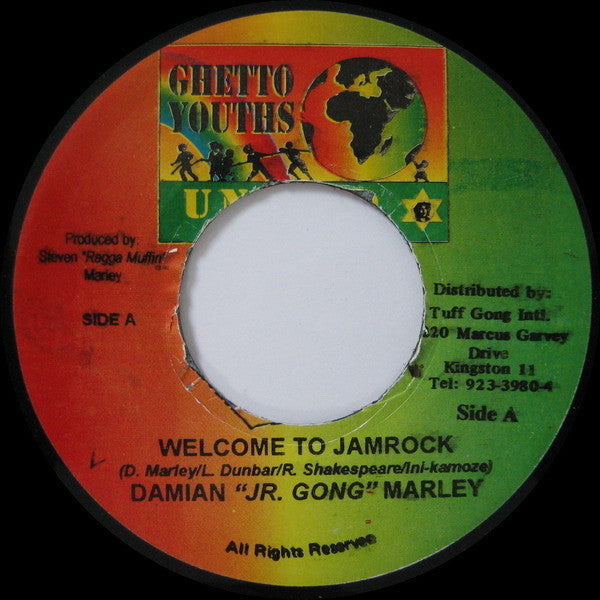 GHETTO
YOUTHS
Produced by:
Steven "Ragga Muffin"
Marley
SIDE A
Distributed by:
Tuff Gong Intl.
220 Marcus Garvey
Drive
Kingston 11
Tel: 923-3980-4
Side A
WELCOME TO JAMROCK
(D. Marley/L. Dunbar/R. Shakespeare/Ini-kamoze)
DAMIAN "JR. GONG" MARLEY
All Rights Reserved